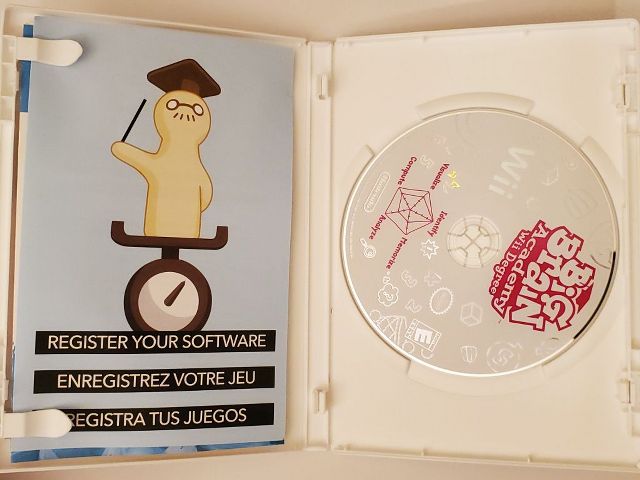 REGISTER YOUR SOFTWARE
ENREGISTREZ VOTRE JEU
REGISTRA TUS JUEGOS
Wii
BiG
BRaIN
Academy
Wii Degree
Visualize
Compute
Identify
Analyze
Memorize
Nintendo
E